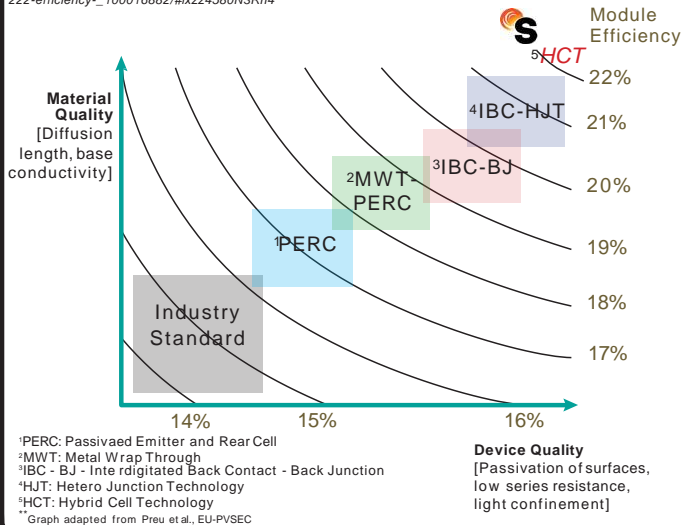 Module
Efficiency
S
⁵HCT
22%
Material
Quality
[Diffusion
length, base
conductivity]
⁴IBC-HJT
21%
³IBC-BJ
20%
²MWT-
PERC
19%
¹PERC
18%
Industry
Standard
17%
14% 15% 16%
¹PERC: Passivaed Emitter and Rear Cell
²MWT: Metal Wrap Through
³IBC - BJ - Inte rdigitated Back Contact - Back Junction
⁴HJT: Hetero Junction Technology
⁵HCT: Hybrid Cell Technology
**Graph adapted from Preu et al., EU-PVSEC
Device Quality
[Passivation of surfaces,
low series resistance,
light confinement]